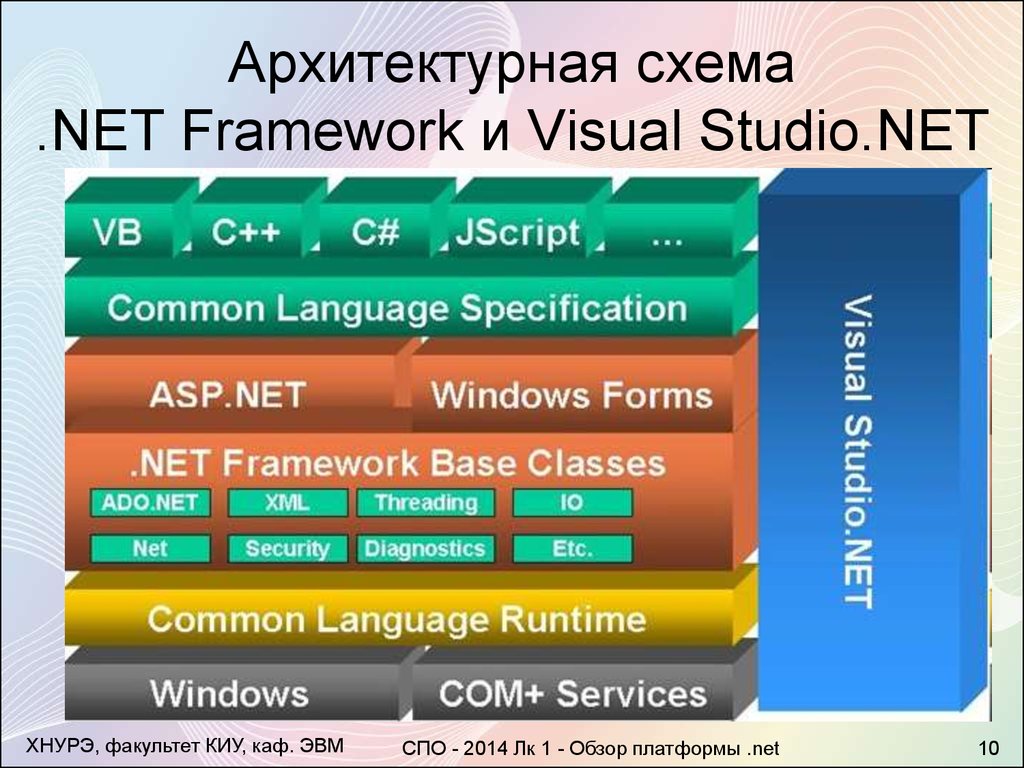 Архитектурная схема
.NET Framework и Visual Studio.NET
VB C++ C# JScript ...
Common Language Specification
ASP.NET Windows Forms
.NET Framework Base Classes
ADO.NET XML Threading IO
Net Security Diagnostics Etc.
Common Language Runtime
Windows COM+ Services
Visual Studio.NET
ХНУРЭ, факультет КИУ, каф. ЭВМ
СПО - 2014 Лк 1 - Обзор платформы .net
10